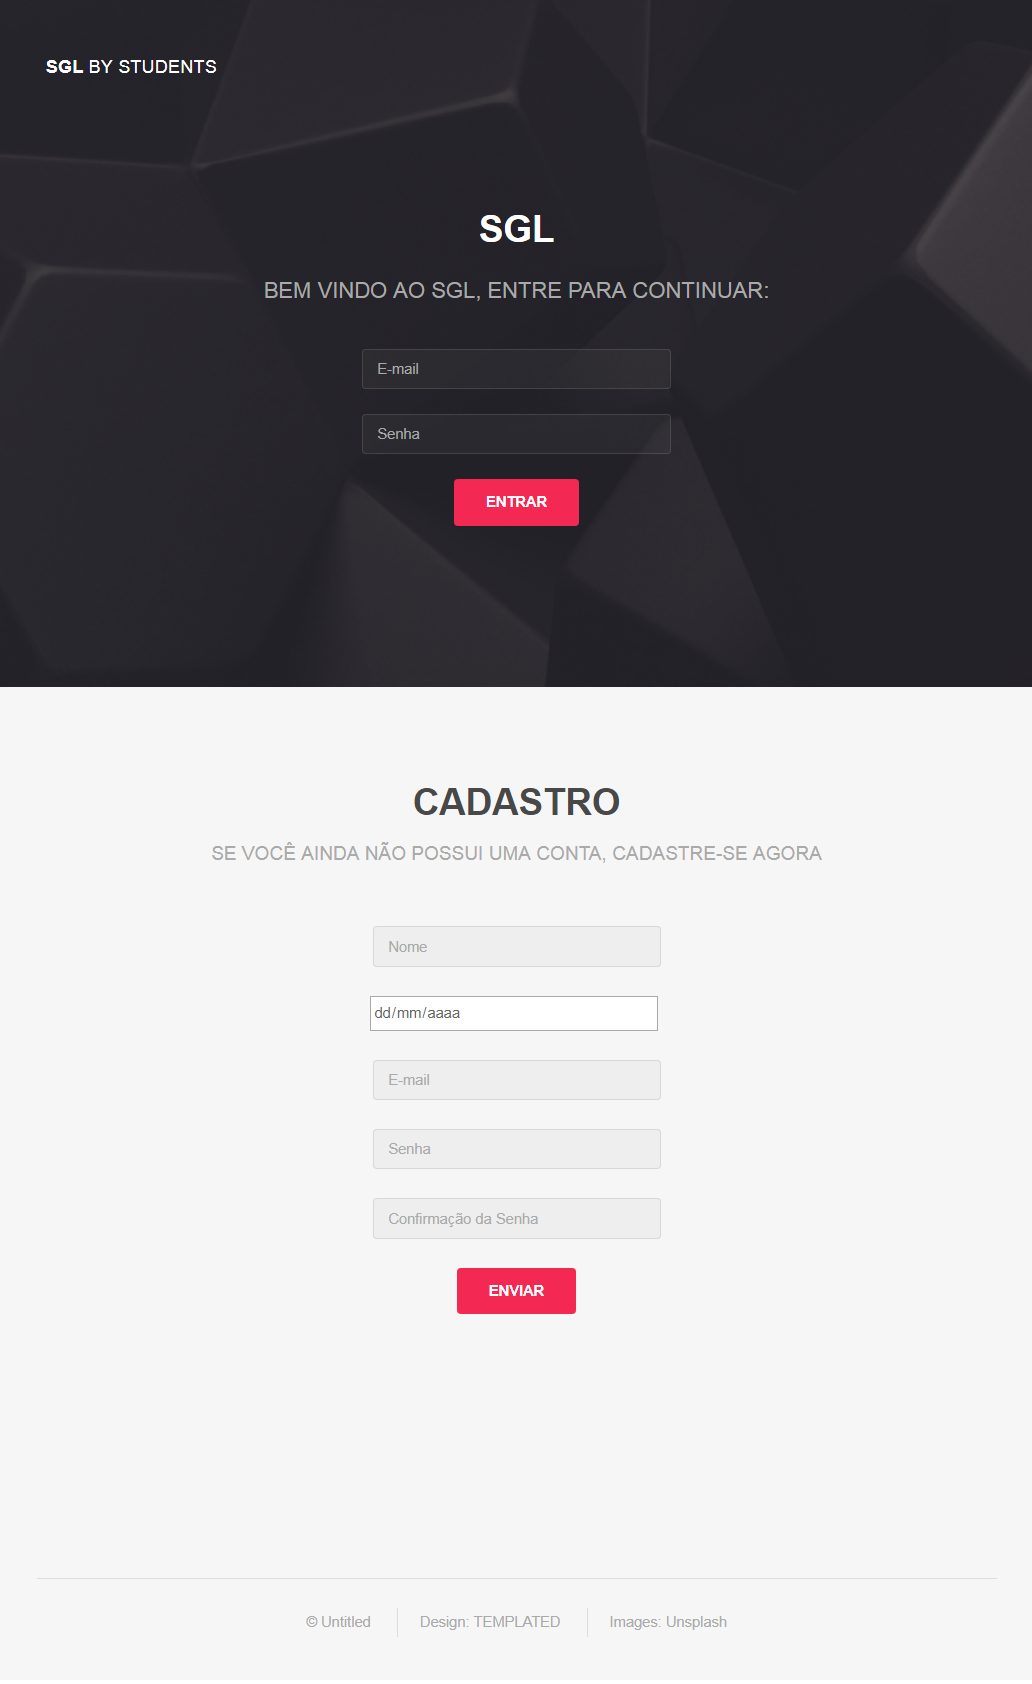 SGL BY STUDENTS
SGL
BEM VINDO AO SGL, ENTRE PARA CONTINUAR:
E-mail
Senha
ENTRAR
CADASTRO
SE VOCÊ AINDA NÃO POSSUI UMA CONTA, CADASTRE-SE AGORA
Nome
dd/mm/aaaa
E-mail
Senha
Confirmação da Senha
ENVIAR
© Untitled
Design: TEMPLATED
Images: Unsplash